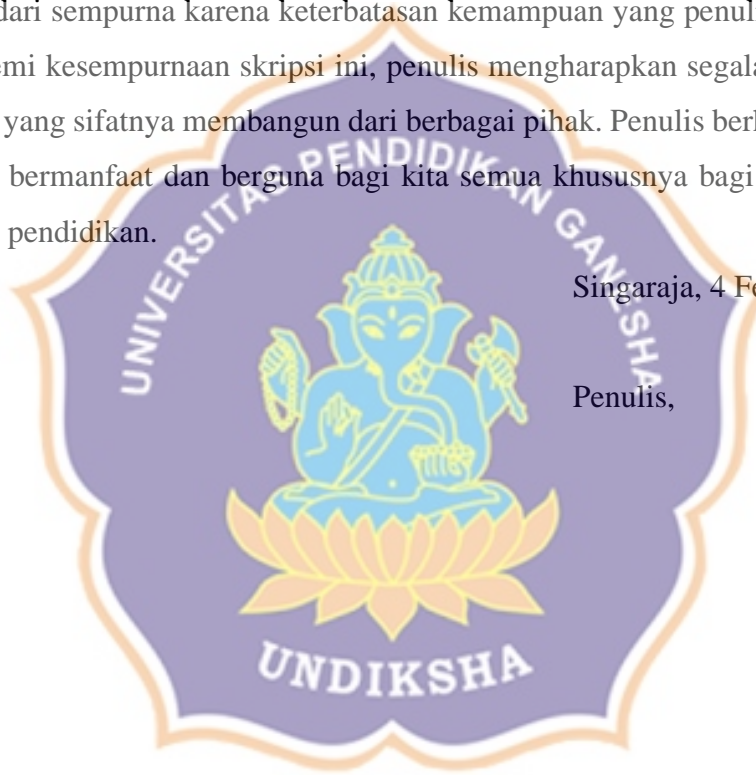 dari sempurna karena keterbatasan kemampuan yang penul
emi kesempurnaan skripsi ini, penulis mengharapkan segala
yang sifatnya membangun dari berbagai pihak. Penulis ber
bermanfaat dan berguna bagi kita semua khususnya bagi
pendidikan.
Singaraja, 4 Fe
Penulis,
UNIVERSITAS PENDIDIKAN GANESHA
UNDIKSHA